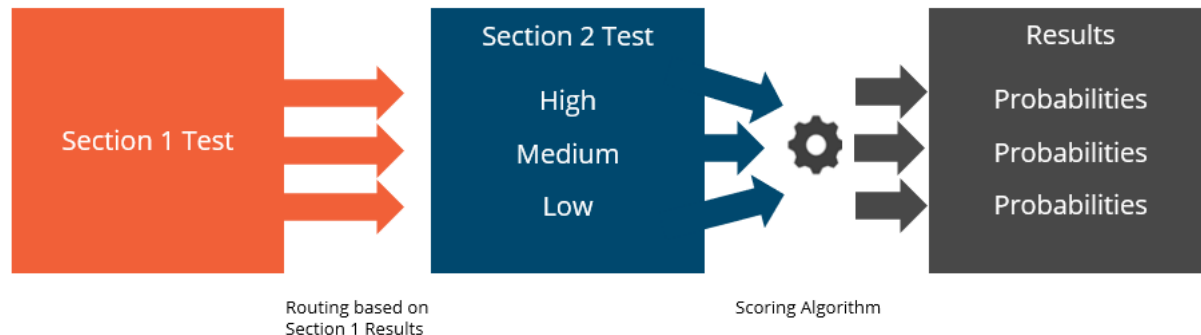 Section 1 Test
Section 2 Test
High
Medium
Low
Results
Probabilities
Probabilities
Probabilities
Routing based on
Section 1 Results
Scoring Algorithm